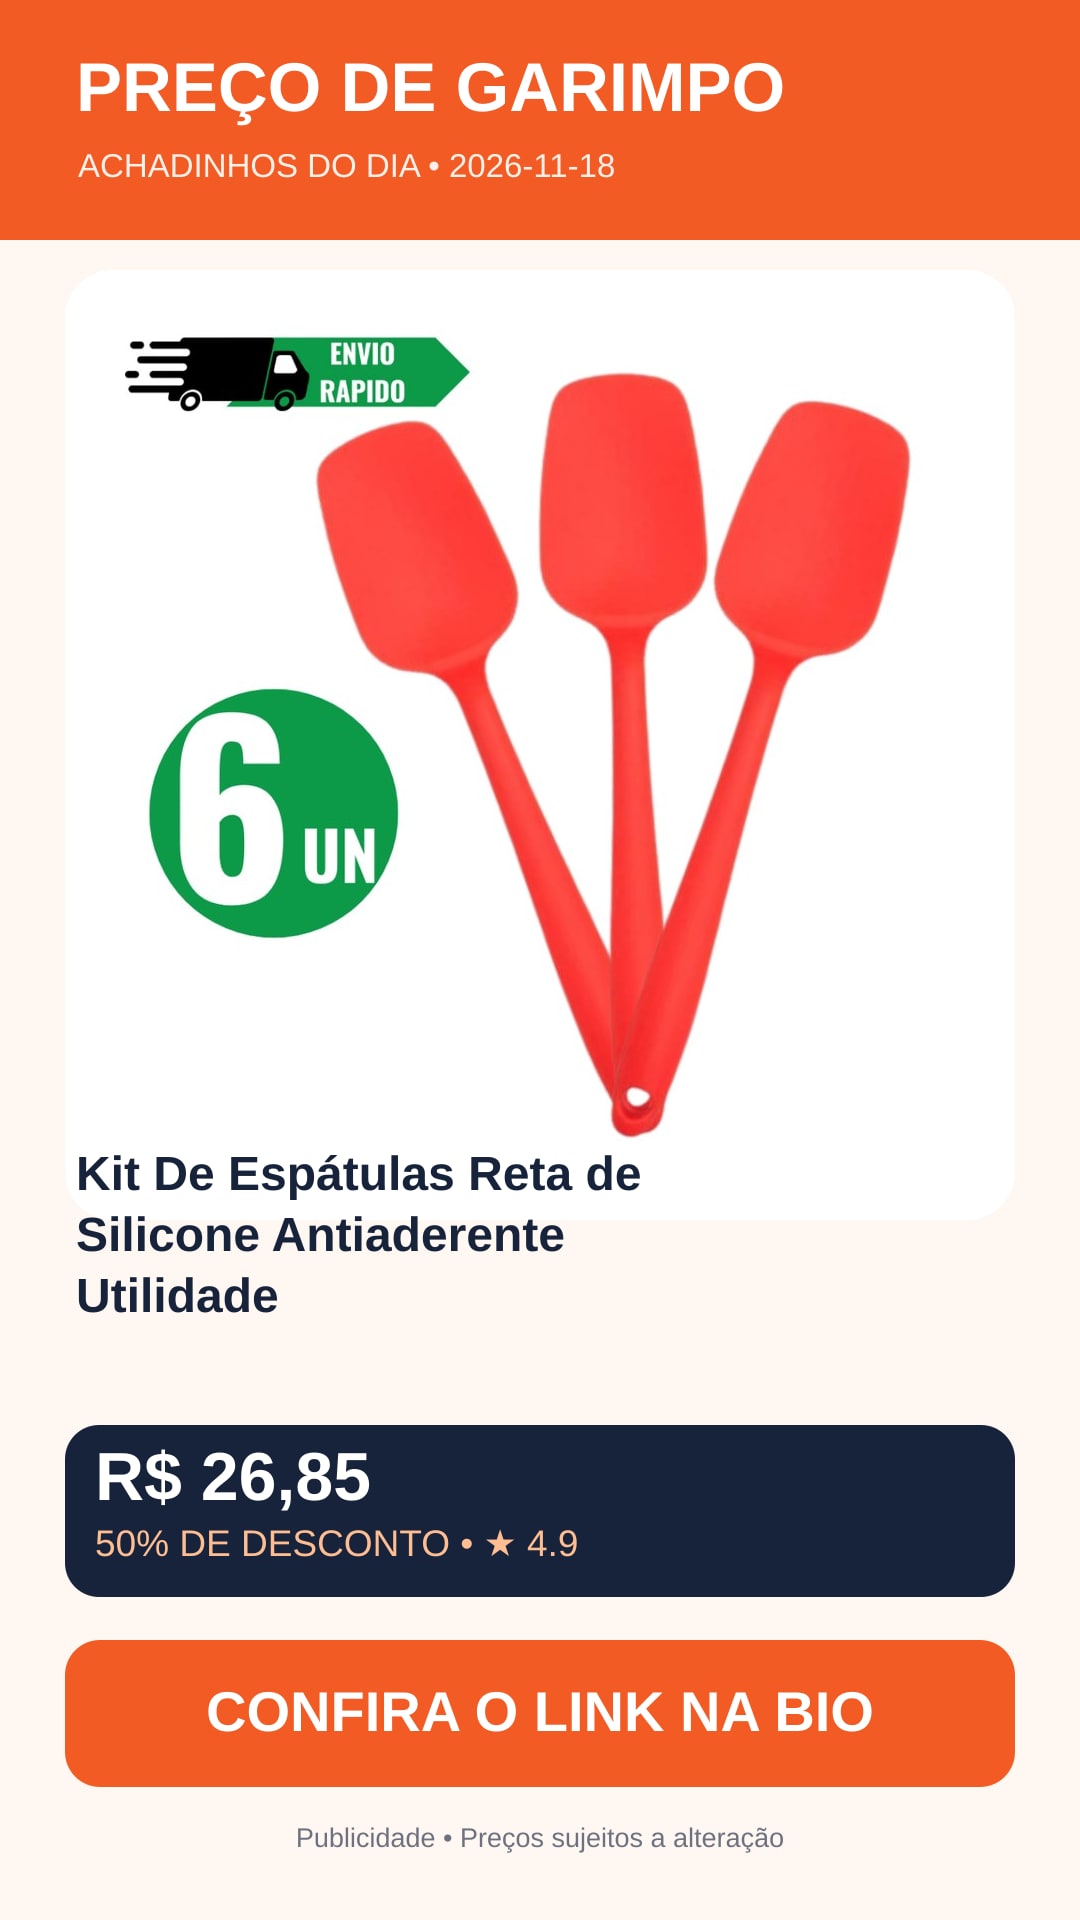 PREÇO DE GARIMPO
ACHADINHOS DO DIA • 2026-11-18
ENVIO
RAPIDO
6 UN
Kit De Espátulas Reta de
Silicone Antiaderente
Utilidade
R$ 26,85
50% DE DESCONTO • ★ 4.9
CONFIRA O LINK NA BIO
Publicidade • Preços sujeitos a alteração